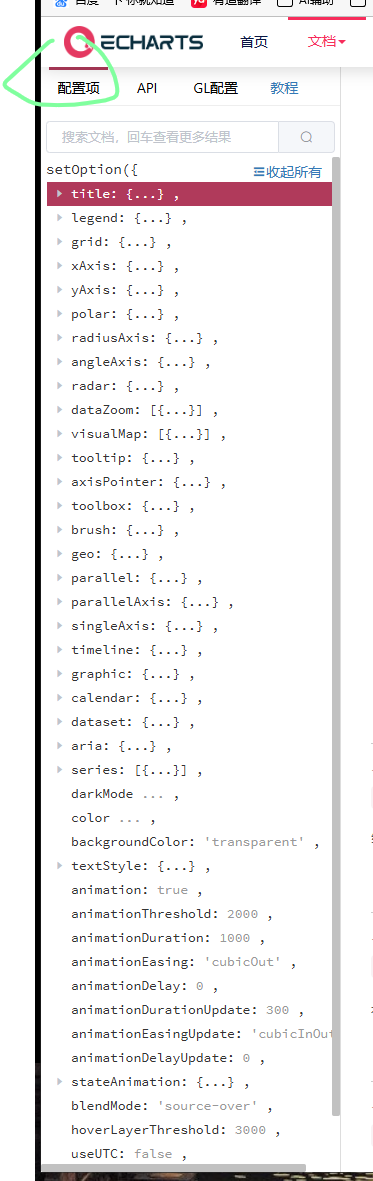 百度
你就知道
有道翻译
AI辅助
ECHARTS 首页 文档
配置项 API GL配置 教程
搜索文档，回车查看更多结果
setOption({ 收起所有
title: {...} ,
legend: {...} ,
grid: {...} ,
xAxis: {...} ,
yAxis: {...} ,
polar: {...} ,
radiusAxis: {...} ,
angleAxis: {...} ,
radar: {...} ,
dataZoom: [{...}] ,
visualMap: [{...}] ,
tooltip: {...} ,
axisPointer: {...} ,
toolbox: {...} ,
brush: {...} ,
geo: {...} ,
parallel: {...} ,
parallelAxis: {...} ,
singleAxis: {...} ,
timeline: {...} ,
graphic: {...} ,
calendar: {...} ,
dataset: {...} ,
aria: {...} ,
series: [{...}] ,
darkMode ... ,
color ... ,
backgroundColor: 'transparent' ,
textStyle: {...} ,
animation: true ,
animationThreshold: 2000 ,
animationDuration: 1000 ,
animationEasing: 'cubicOut' ,
animationDelay: 0 ,
animationDurationUpdate: 300 ,
animationEasingUpdate: 'cubicInOut
animationDelayUpdate: 0 ,
stateAnimation: {...} ,
blendMode: 'source-over' ,
hoverLayerThreshold: 3000 ,
useUTC: false ,